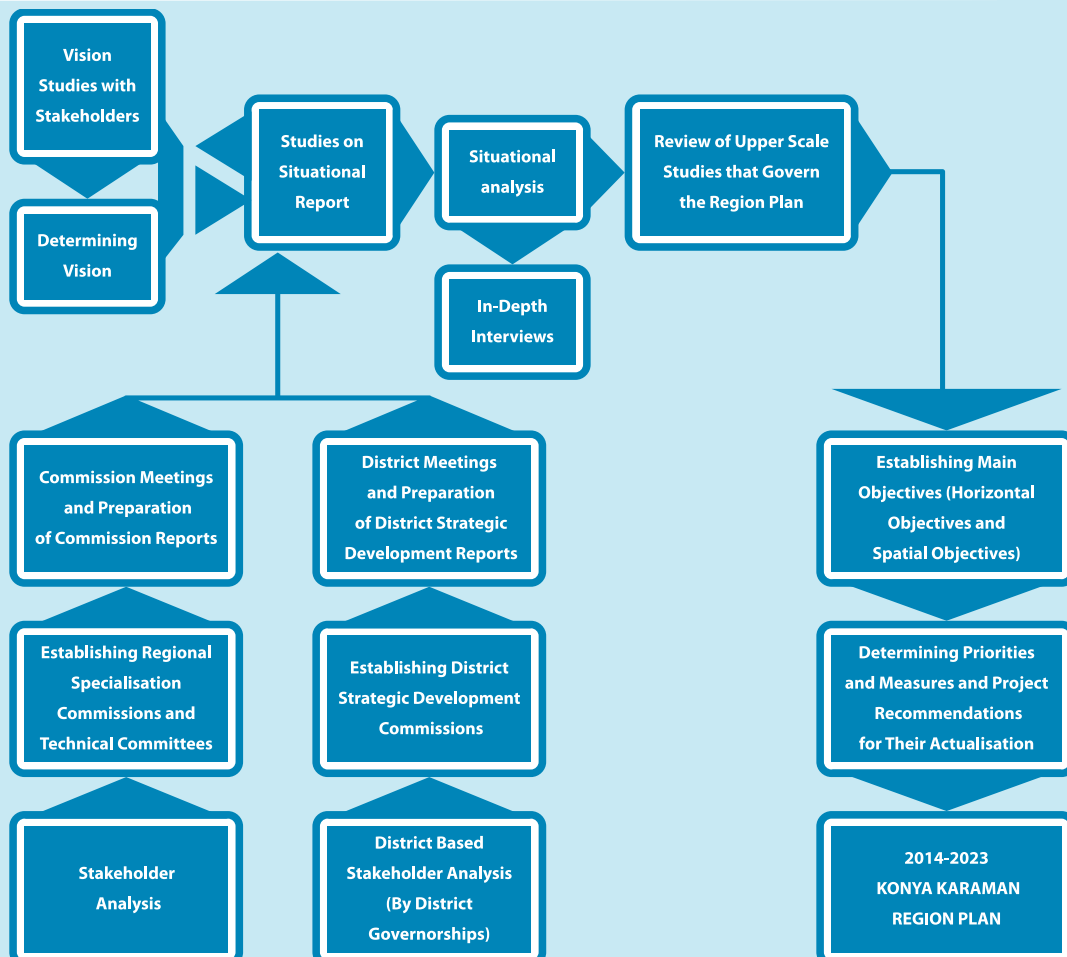 Vision
Studies with
Stakeholders
Determining
Vision
Studies on
Situational
Report
Situational
analysis
In-Depth
Interviews
Review of Upper Scale
Studies that Govern
the Region Plan
Commission Meetings
and Preparation
of Commission Reports
Establishing Regional
Specialisation
Commissions and
Technical Committees
Stakeholder
Analysis
District Meetings
and Preparation
of District Strategic
Development Reports
Establishing District
Strategic Development
Commissions
District Based
Stakeholder Analysis
(By District
Governorships)
Establishing Main
Objectives (Horizontal
Objectives and
Spatial Objectives)
Determining Priorities
and Measures and Project
Recommendations
for Their Actualisation
2014-2023
KONYA KARAMAN
REGION PLAN